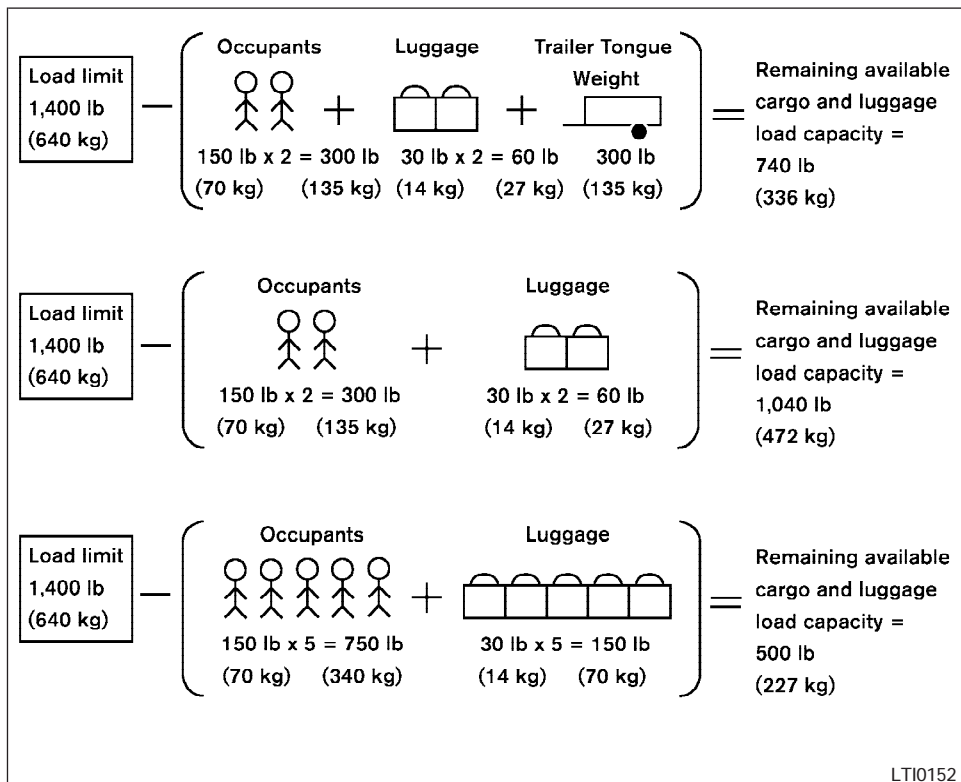 Occupants Luggage Trailer Tongue
Weight
Load limit
1,400 lb
(640 kg)
−
+
+
=
150 lb x 2 = 300 lb 30 lb x 2 = 60 lb 300 lb
(70 kg) (135 kg) (14 kg) (27 kg) (135 kg)
Remaining available
cargo and luggage
load capacity =
740 lb
(336 kg)
Occupants Luggage
Load limit
1,400 lb
(640 kg)
−
+
=
150 lb x 2 = 300 lb 30 lb x 2 = 60 lb
(70 kg) (135 kg) (14 kg) (27 kg)
Remaining available
cargo and luggage
load capacity =
1,040 lb
(472 kg)
Occupants Luggage
Load limit
1,400 lb
(640 kg)
−
+
=
150 lb x 5 = 750 lb 30 lb x 5 = 150 lb
(70 kg) (340 kg) (14 kg) (70 kg)
Remaining available
cargo and luggage
load capacity =
500 lb
(227 kg)
LTI0152